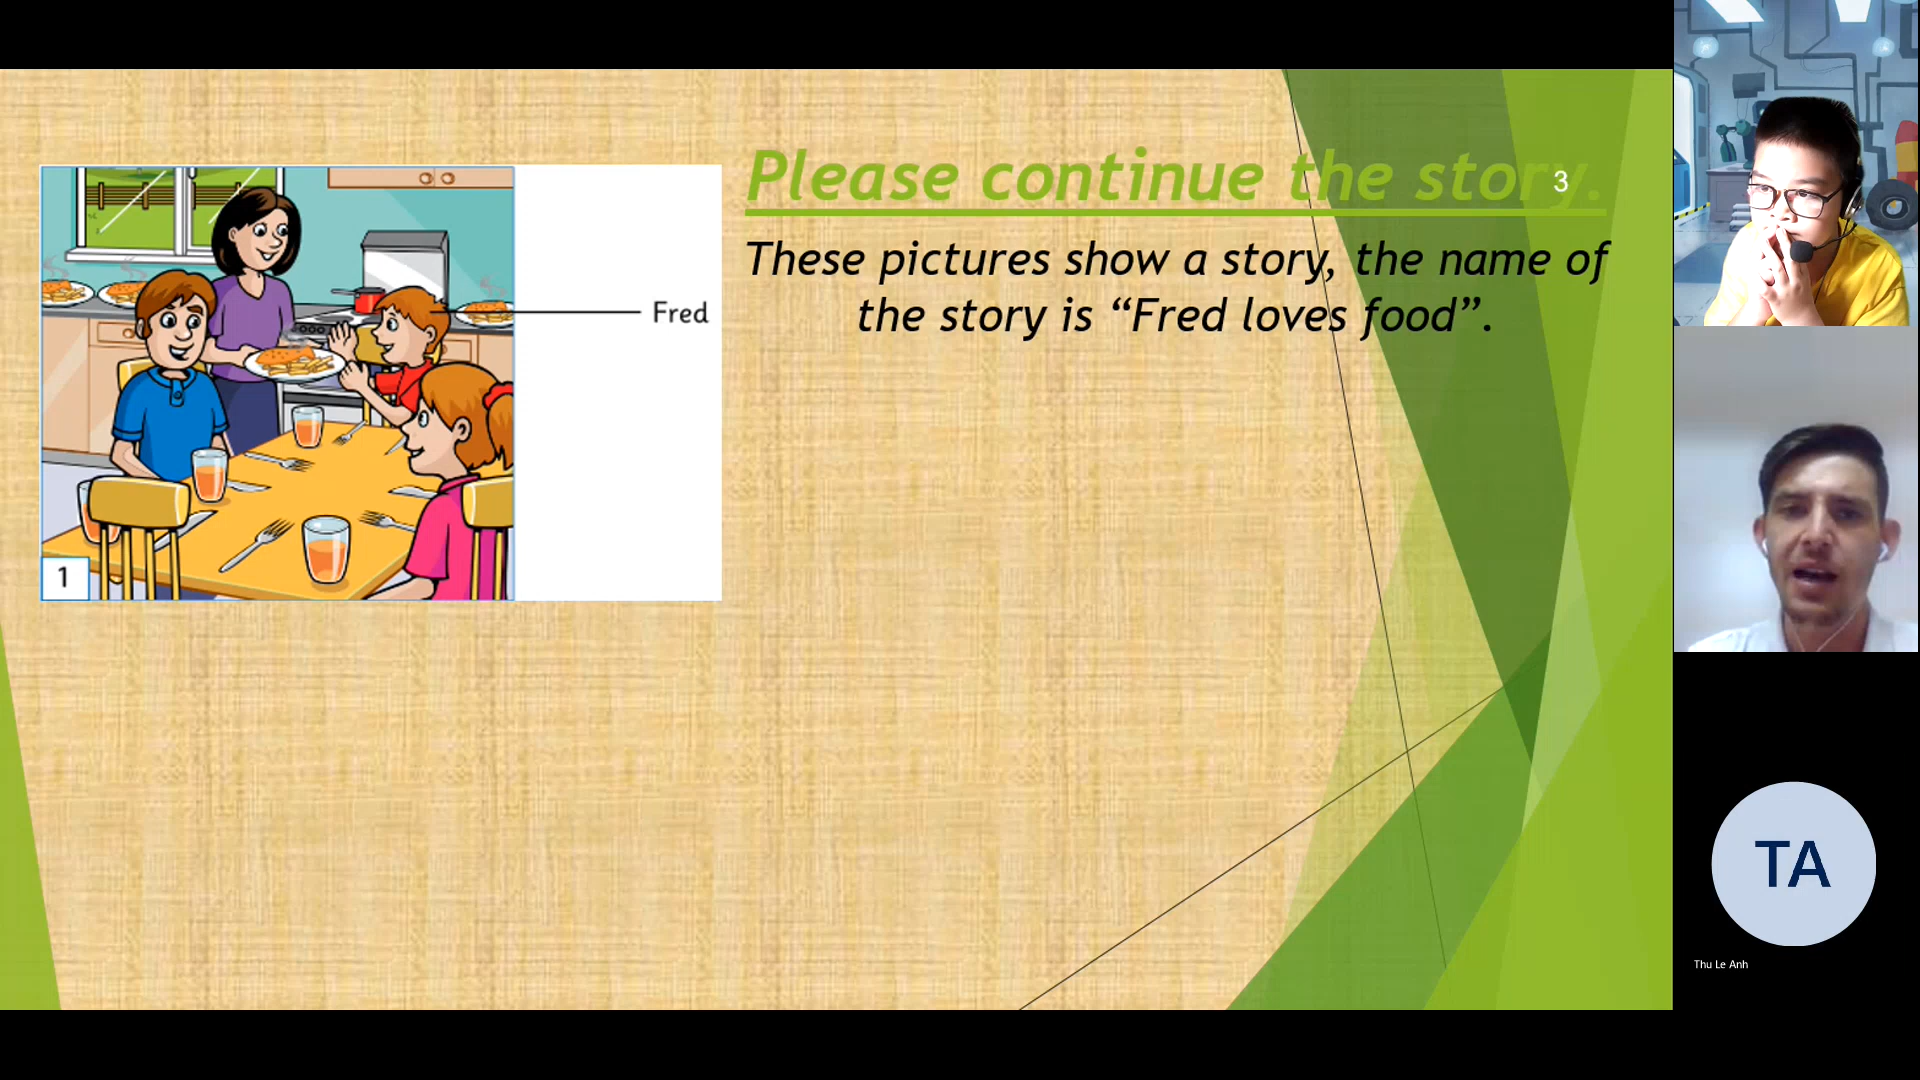 Please continue the story.
3
These pictures show a story, the name of
the story is “Fred loves food”.
Fred
1
TA
Thu Le Anh